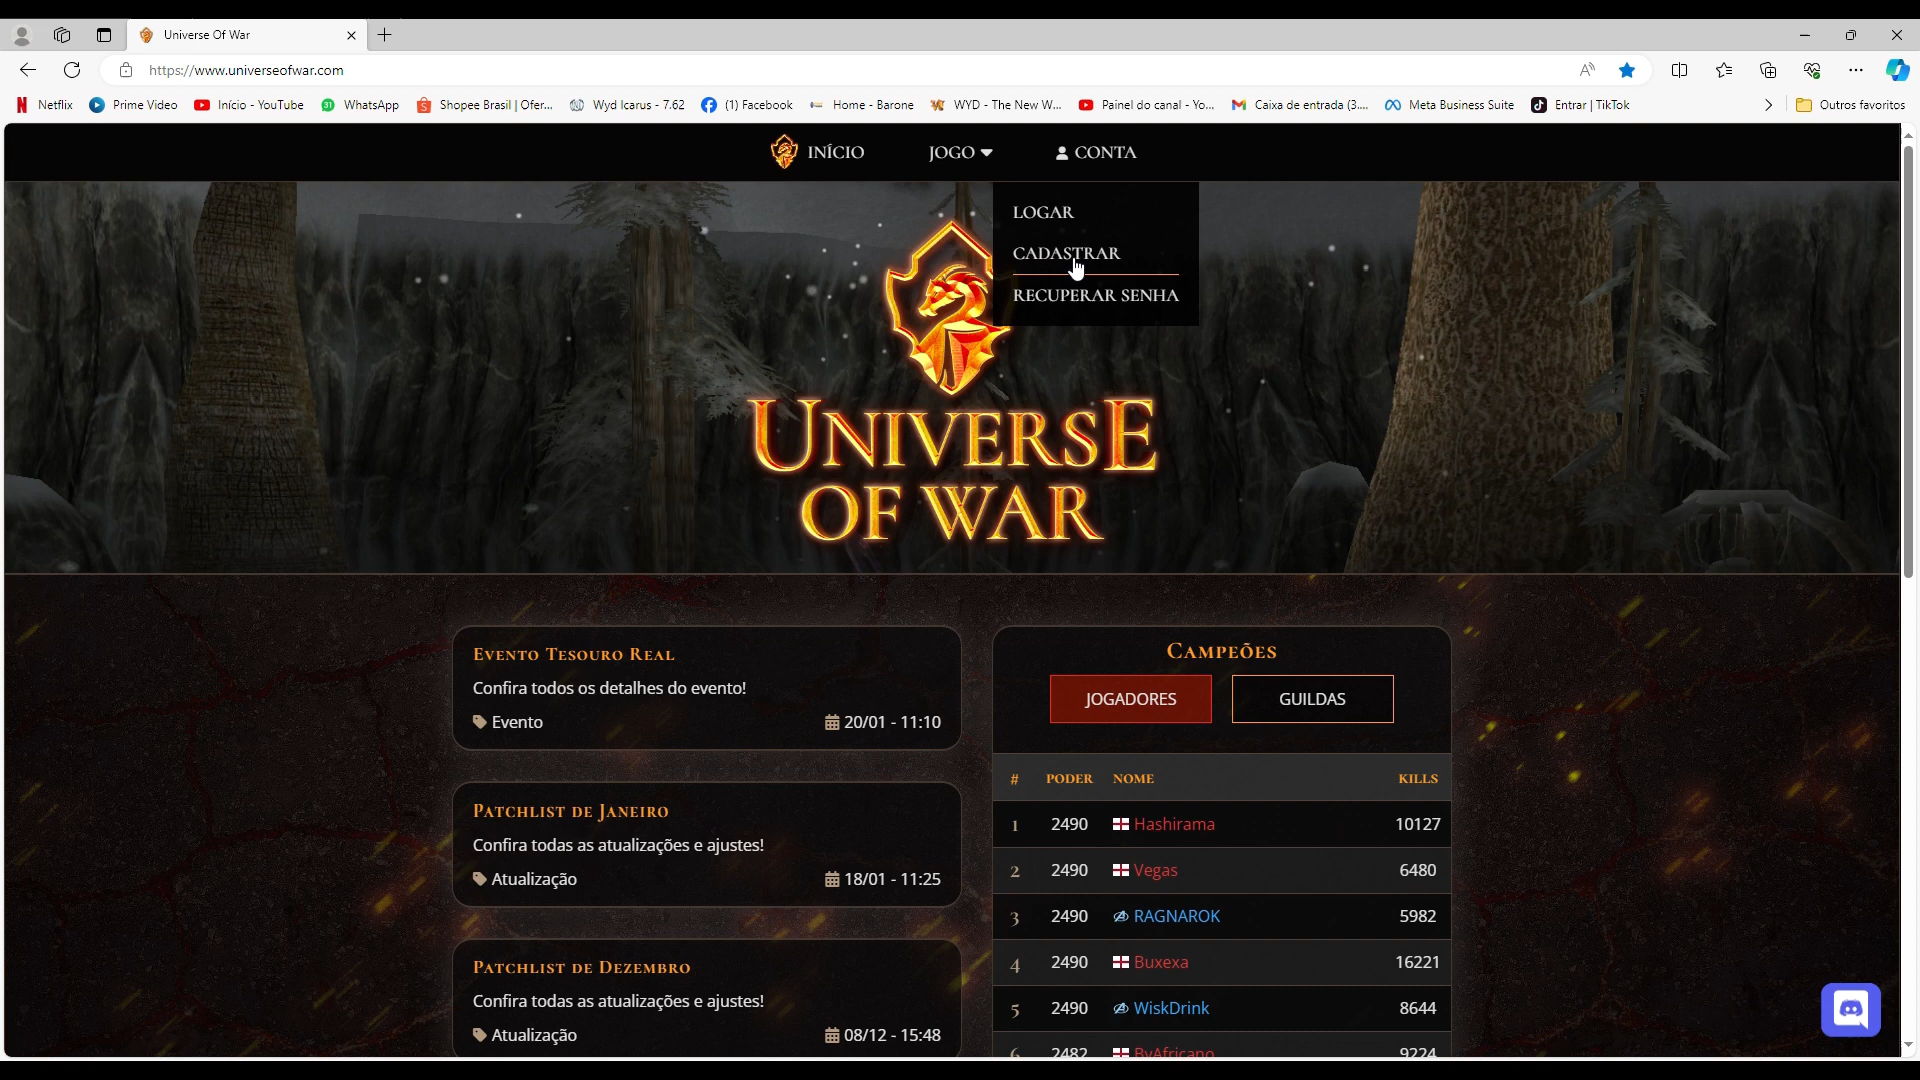 Universe Of War
https://www.universeofwar.com
Netflix
Prime Video
Início - YouTube
WhatsApp
Shopee Brasil | Ofer...
Wyd Icarus - 7.62
(1) Facebook
Home - Barone
WYD - The New W...
Painel do canal - Yo...
Caixa de entrada (3....
Meta Business Suite
Entrar | TikTok
Outros favoritos
INÍCIO
JOGO
CONTA
LOGAR
CADASTRAR
RECUPERAR SENHA
UNIVERSE
OF WAR
EVENTO TESOURO REAL
Confira todos os detalhes do evento!
Evento
20/01 - 11:10
PATCHLIST DE JANEIRO
Confira todas as atualizações e ajustes!
Atualização
18/01 - 11:25
PATCHLIST DE DEZEMBRO
Confira todas as atualizações e ajustes!
Atualização
08/12 - 15:48
CAMPEÕES
JOGADORES
GUILDAS
# PODER NOME KILLS
1 2490 Hashirama 10127
2 2490 Vegas 6480
3 2490 RAGNAROK 5982
4 2490 Buxexa 16221
5 2490 WiskDrink 8644
6 2482 ByAfricano 9224